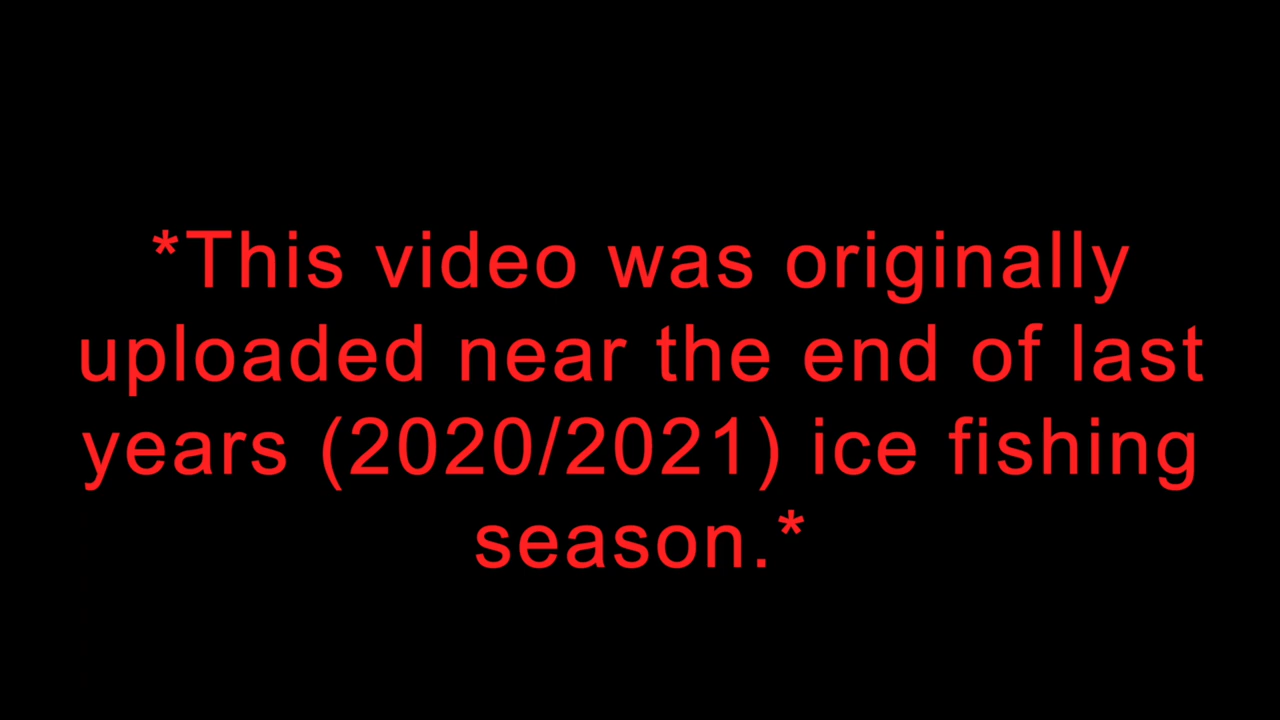 *This video was originally
uploaded near the end of last
years (2020/2021) ice fishing
season.*